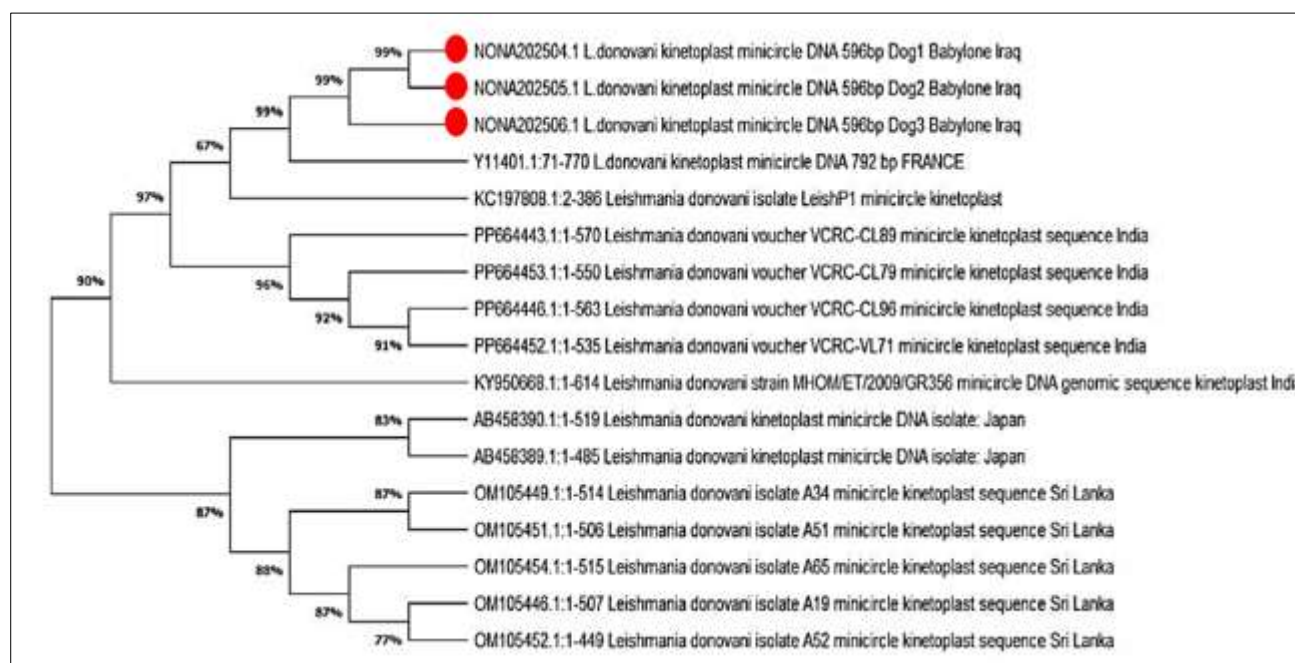 99%
NONA202504.1 L.donovani kinetoplast minicircle DNA 596bp Dog1 Babylone Iraq
99%
NONA202505.1 L.donovani kinetoplast minicircle DNA 596bp Dog2 Babylone Iraq
99%
NONA202506.1 L.donovani kinetoplast minicircle DNA 596bp Dog3 Babylone Iraq
67%
Y11401.1:71-770 L.donovani kinetoplast minicircle DNA 792 bp FRANCE
97%
KC197808.1:2-386 Leishmania donovani isolate LeishP1 minicircle kinetoplast
PP664443.1:1-570 Leishmania donovani voucher VCRC-CL89 minicircle kinetoplast sequence India
90%
96%
PP664453.1:1-550 Leishmania donovani voucher VCRC-CL79 minicircle kinetoplast sequence India
92%
PP664446.1:1-563 Leishmania donovani voucher VCRC-CL96 minicircle kinetoplast sequence India
91%
PP664452.1:1-535 Leishmania donovani voucher VCRC-VL71 minicircle kinetoplast sequence India
KY950668.1:1-614 Leishmania donovani strain MHOM/ET/2009/GR356 minicircle DNA genomic sequence kinetoplast Indi
83%
AB458390.1:1-519 Leishmania donovani kinetoplast minicircle DNA isolate: Japan
AB458389.1:1-485 Leishmania donovani kinetoplast minicircle DNA isolate: Japan
87%
87%
OM105449.1:1-514 Leishmania donovani isolate A34 minicircle kinetoplast sequence Sri Lanka
OM105451.1:1-506 Leishmania donovani isolate A51 minicircle kinetoplast sequence Sri Lanka
88%
OM105454.1:1-515 Leishmania donovani isolate A65 minicircle kinetoplast sequence Sri Lanka
87%
OM105446.1:1-507 Leishmania donovani isolate A19 minicircle kinetoplast sequence Sri Lanka
77%
OM105452.1:1-449 Leishmania donovani isolate A52 minicircle kinetoplast sequence Sri Lanka